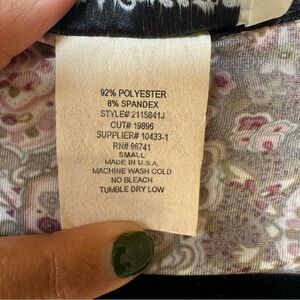 92% POLYESTER
8% SPANDEX
STYLE# 2115841J
CUT# 19896
SUPPLIER# 10433-1
RN# 96741
SMALL
MADE IN U.S.A.
MACHINE WASH COLD
NO BLEACH
TUMBLE DRY LOW